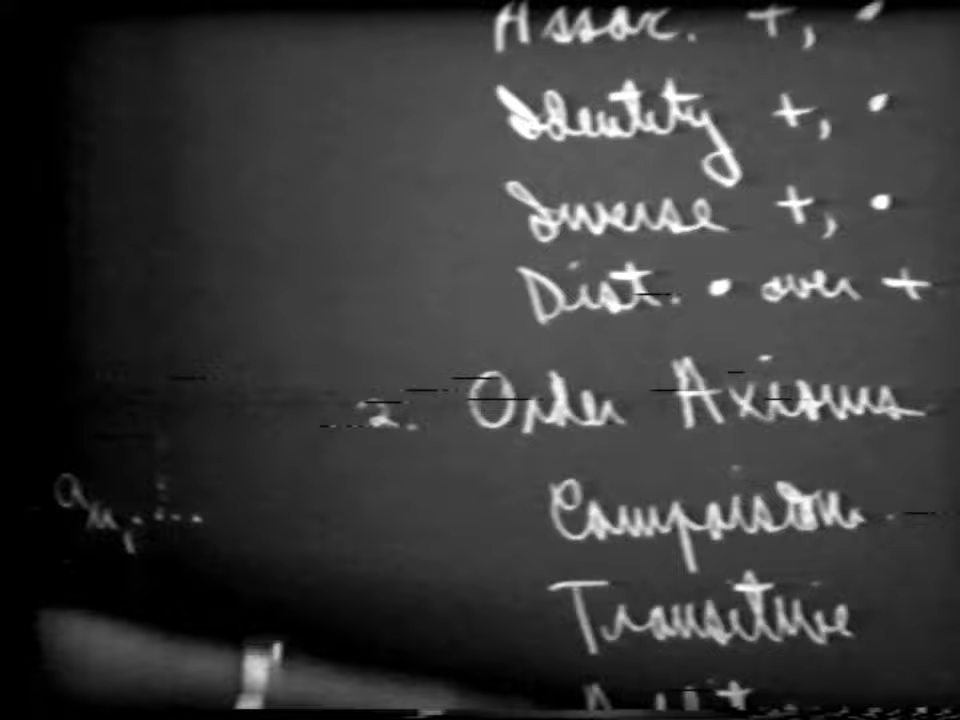 Assoc. +, •
Identity +, •
Inverse +, •
Dist. • over +
2. Order Axioms
Comparison
Transitive